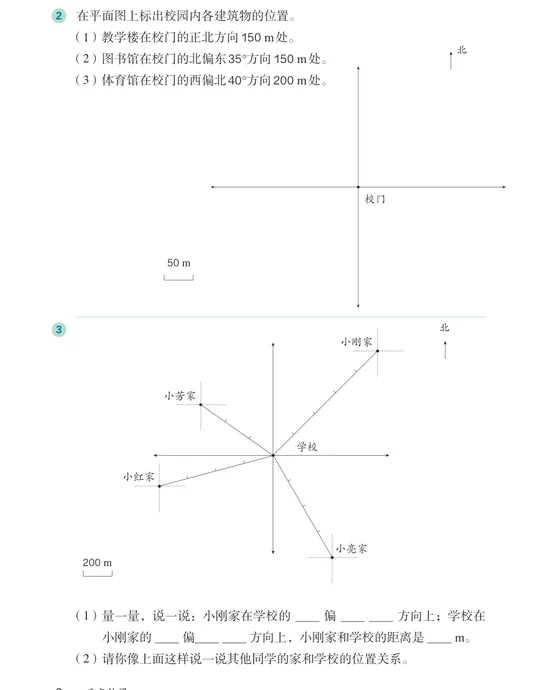 2 在平面图上标出校园内各建筑物的位置。
（1）教学楼在校门的正北方向150 m处。
（2）图书馆在校门的北偏东35°方向150 m处。
（3）体育馆在校门的西偏北40°方向200 m处。
北
校门
50 m
3
北
小刚家
小芳家
学校
小红家
小亮家
200 m
（1）量一量，说一说：小刚家在学校的 ____ 偏 ____ ____ 方向上；学校在
小刚家的 ____ 偏____ ____ 方向上，小刚家和学校的距离是 ____ m。
（2）请你像上面这样说一说其他同学的家和学校的位置关系。